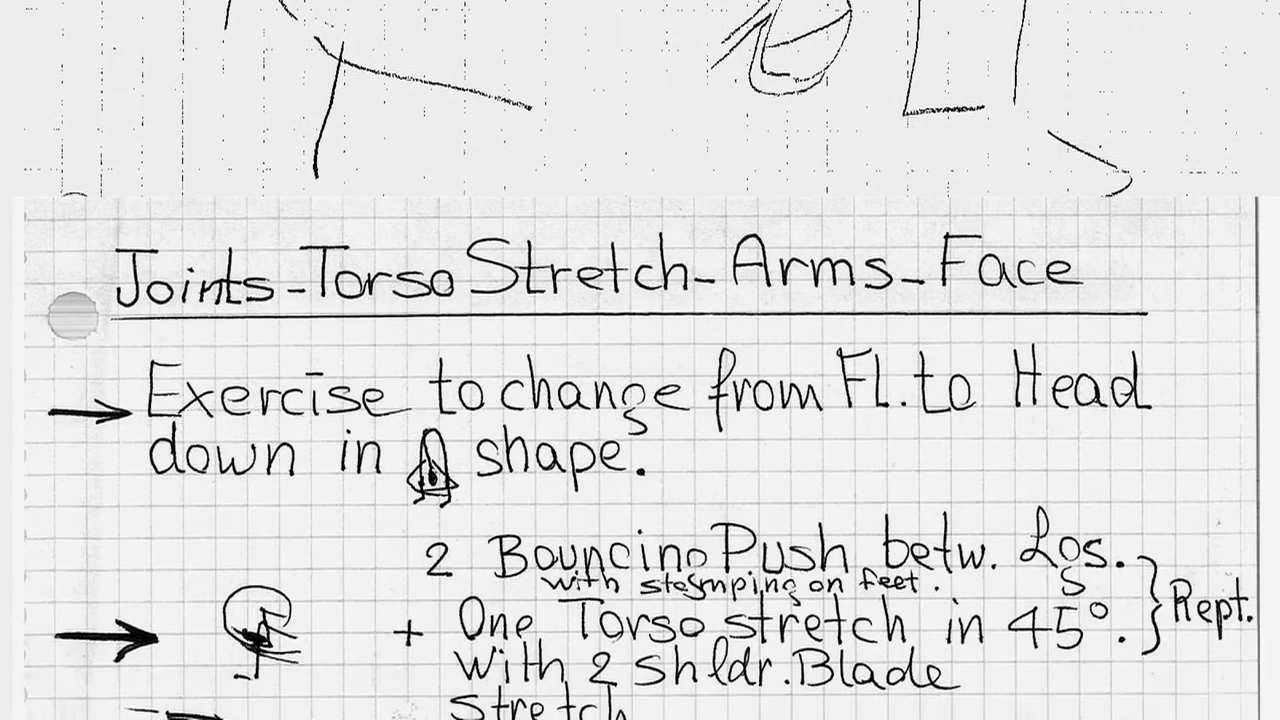 Joints-Torso Stretch-Arms-Face
Exercise to change from Fl. to Head
down in shape.
2 Bouncing Push betw. Legs.
with stomping on feet.
+ One Torso stretch in 45°. } Rept.
with 2 Shldr. Blade
stretch